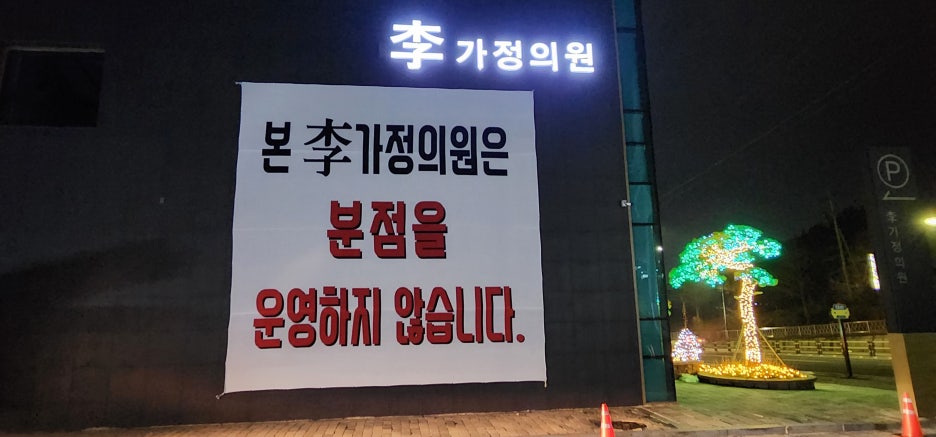 李 가정의원
본 李가정의원은
분점을
운영하지 않습니다.
P
李가정의원